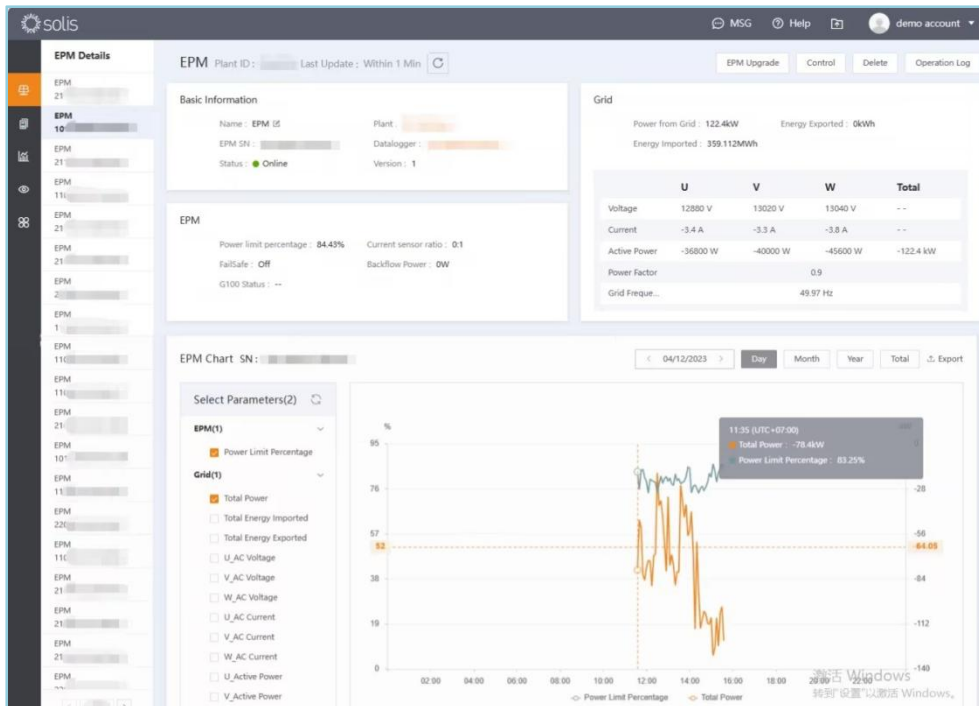 solis
MSG Help demo account
EPM Details
EPM
21
EPM
10
EPM
21
EPM
11
EPM
21
EPM
21
EPM
2
EPM
1
EPM
110
EPM
11
EPM
21
EPM
101
EPM
11
EPM
220
EPM
110
EPM
21
EPM
21
EPM
21
EPM
EPM Plant ID : Last Update : Within 1 Min
EPM Upgrade Control Delete Operation Log
Basic Information
Name : EPM Plant :
EPM SN : Datalogger :
Status : Online Version : 1
Grid
Power from Grid : 122.4kW Energy Exported : 0kWh
Energy Imported : 359.112MWh
U V W Total
Voltage 12880 V 13020 V 13040 V - -
Current -3.4 A -3.3 A -3.8 A - -
Active Power -36800 W -40000 W -45600 W -122.4 kW
Power Factor 0.9
Grid Freque... 49.97 Hz
EPM
Power limit percentage : 84.43% Current sensor ratio : 0:1
FailSafe : Off Backflow Power : 0W
G100 Status : --
EPM Chart SN :
04/12/2023 Day Month Year Total Export
Select Parameters(2)
EPM(1)
Power Limit Percentage
Grid(1)
Total Power
Total Energy Imported
Total Energy Exported
U_AC Voltage
V_AC Voltage
W_AC Voltage
U_AC Current
V_AC Current
W_AC Current
U_Active Power
V_Active Power
%
95
76
57
52
38
19
0
11:35 (UTC+07:00)
Total Power : -78.4kW
Power Limit Percentage : 83.25%
-28
-56
-64.05
-84
-112
-140
02:00 04:00 06:00 08:00 10:00 12:00 14:00 16:00 18:00 20:00 22:00
Power Limit Percentage Total Power
激活 Windows
转到"设置"以激活 Windows。